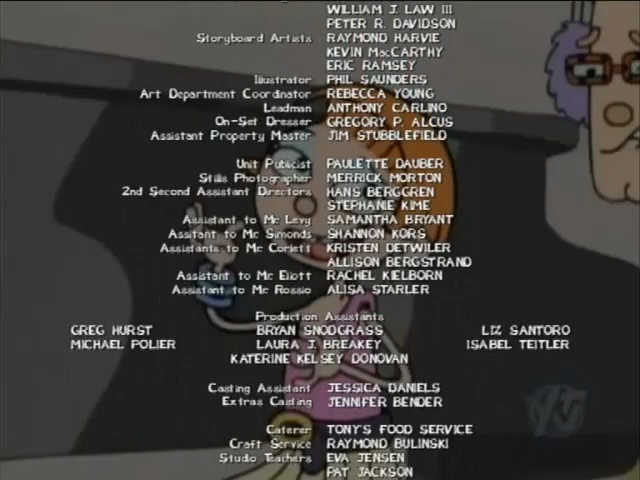 WILLIAM J. LAW III
PETER R. DAVIDSON
Storyboard Artists RAYMOND HARVIE
KEVIN MacCARTHY
ERIC RAMSEY
Illustrator PHIL SAUNDERS
Art Department Coordinator REBECCA YOUNG
Leadman ANTHONY CARLINO
On-Set Dresser GREGORY P. ALCUS
Assistant Property Master JIM STUBBLEFIELD
Unit Publicist PAULETTE DAUBER
Stills Photographer MERRICK MORTON
2nd Second Assistant Directors HANS BERGGREN
STEPHANIE KIME
Assistant to Mr. Levy SAMANTHA BRYANT
Assitant to Mr. Simonds SHANNON KORS
Assistants to Mr. Corlett KRISTEN DETWILER
ALLISON BERGSTRAND
Assistant to Mr. Eliott RACHEL KIELBORN
Assistant to Mr. Rossio ALISA STARLER
Production Assistants
GREG HURST BRYAN SNODGRASS LIZ SANTORO
MICHAEL POLIER LAURA J. BREAKEY ISABEL TEITLER
KATERINE KELSEY DONOVAN
Casting Assistant JESSICA DANIELS
Extras Casting JENNIFER BENDER
Caterer TONY'S FOOD SERVICE
Craft Service RAYMOND BULINSKI
Studio Teachers EVA JENSEN
PAT JACKSON
YTV